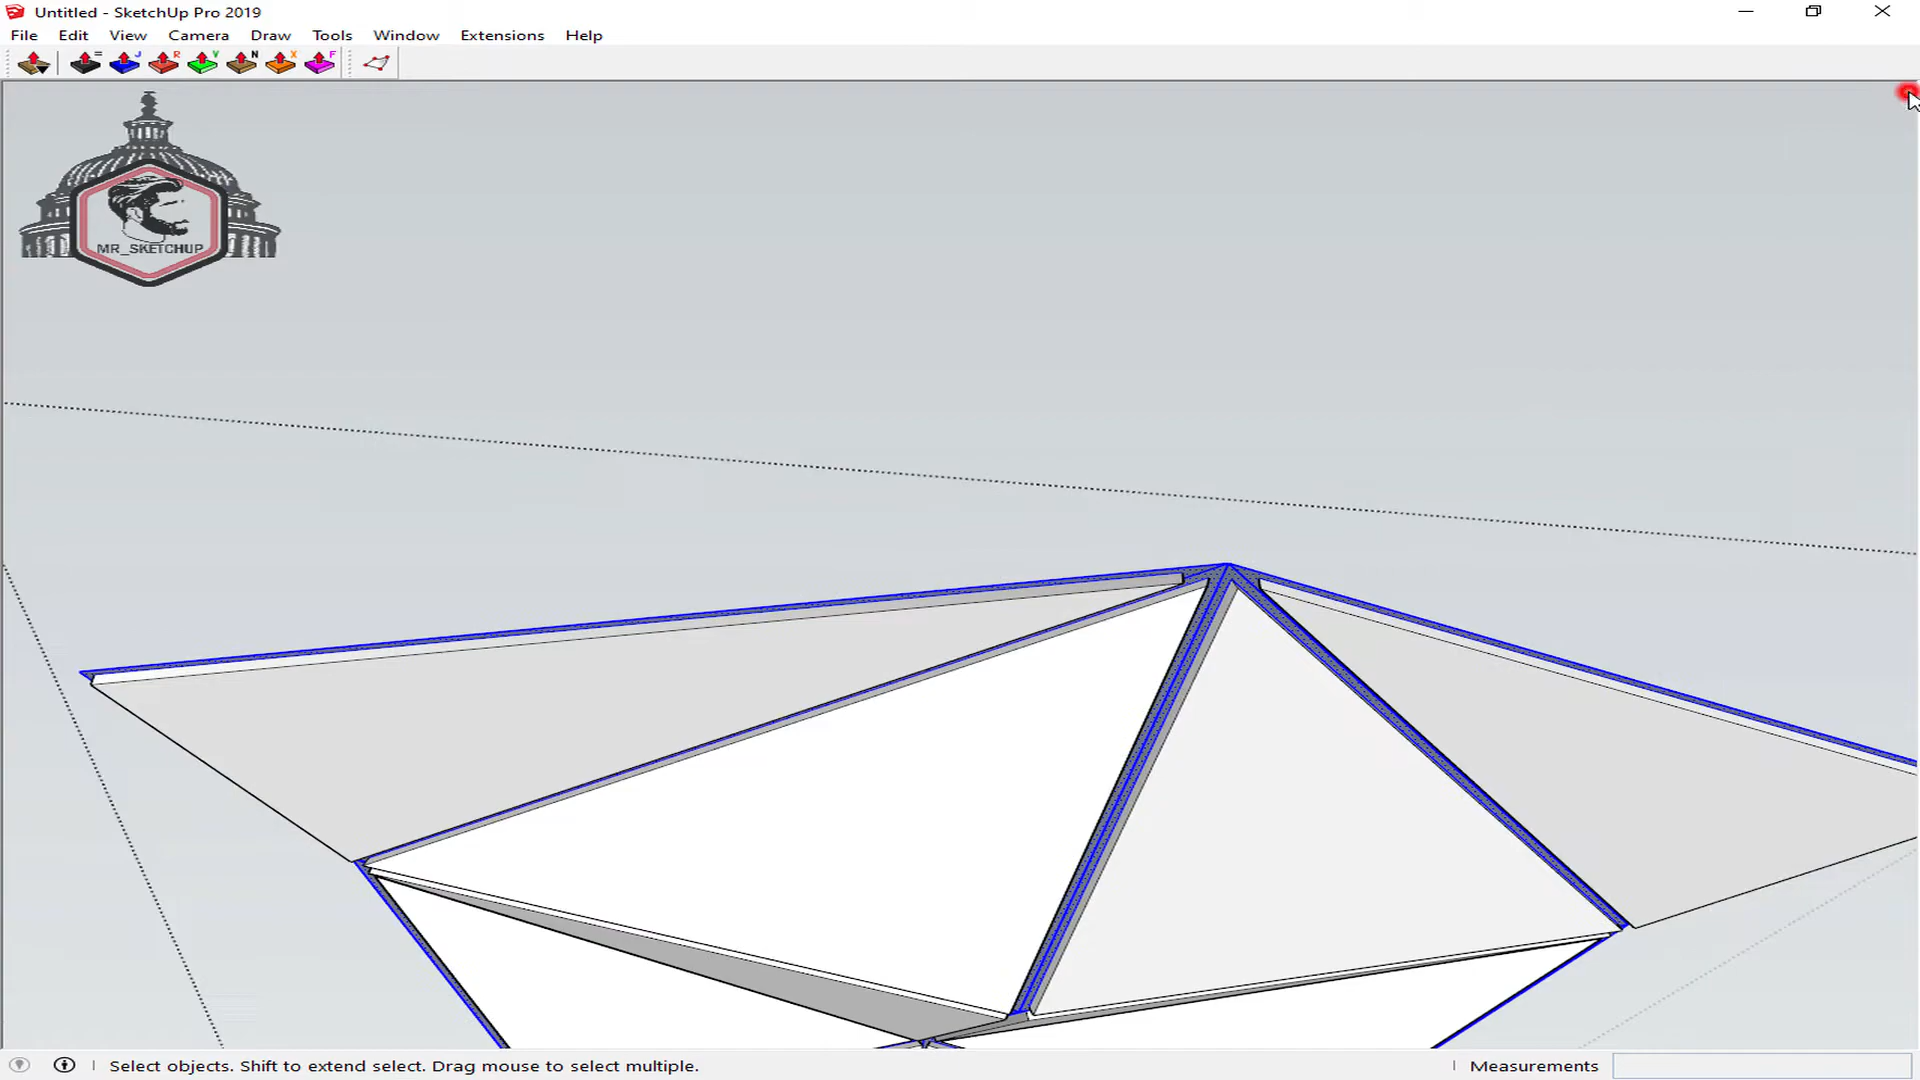 Untitled - SketchUp Pro 2019
File Edit View Camera Draw Tools Window Extensions Help
= J R V N X F
MR_SKETCHUP
Select objects. Shift to extend select. Drag mouse to select multiple.
Measurements